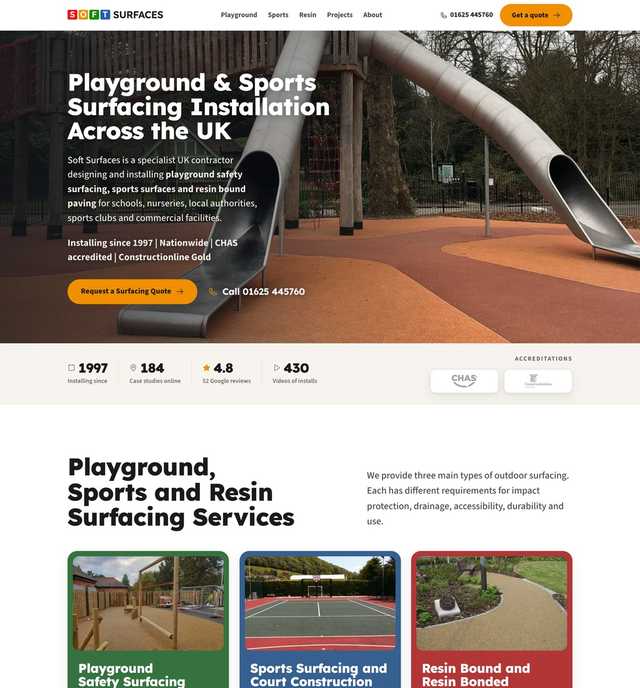 SOFT SURFACES
Playground Sports Resin Projects About
01625 445760
Get a quote
Playground & Sports
Surfacing Installation
Across the UK
Soft Surfaces is a specialist UK contractor
designing and installing playground safety
surfacing, sports surfaces and resin bound
paving for schools, nurseries, local authorities,
sports clubs and commercial facilities.
Installing since 1997 | Nationwide | CHAS
accredited | Constructionline Gold
Request a Surfacing Quote
Call 01625 445760
1997
Installing since
184
Case studies online
4.8
52 Google reviews
430
Videos of installs
ACCREDITATIONS
CHAS
Playground,
Sports and Resin
Surfacing Services
We provide three main types of outdoor surfacing.
Each has different requirements for impact
protection, drainage, accessibility, durability and
use.
Playground
Safety Surfacing
Sports Surfacing and
Court Construction
Resin Bound and
Resin Bonded